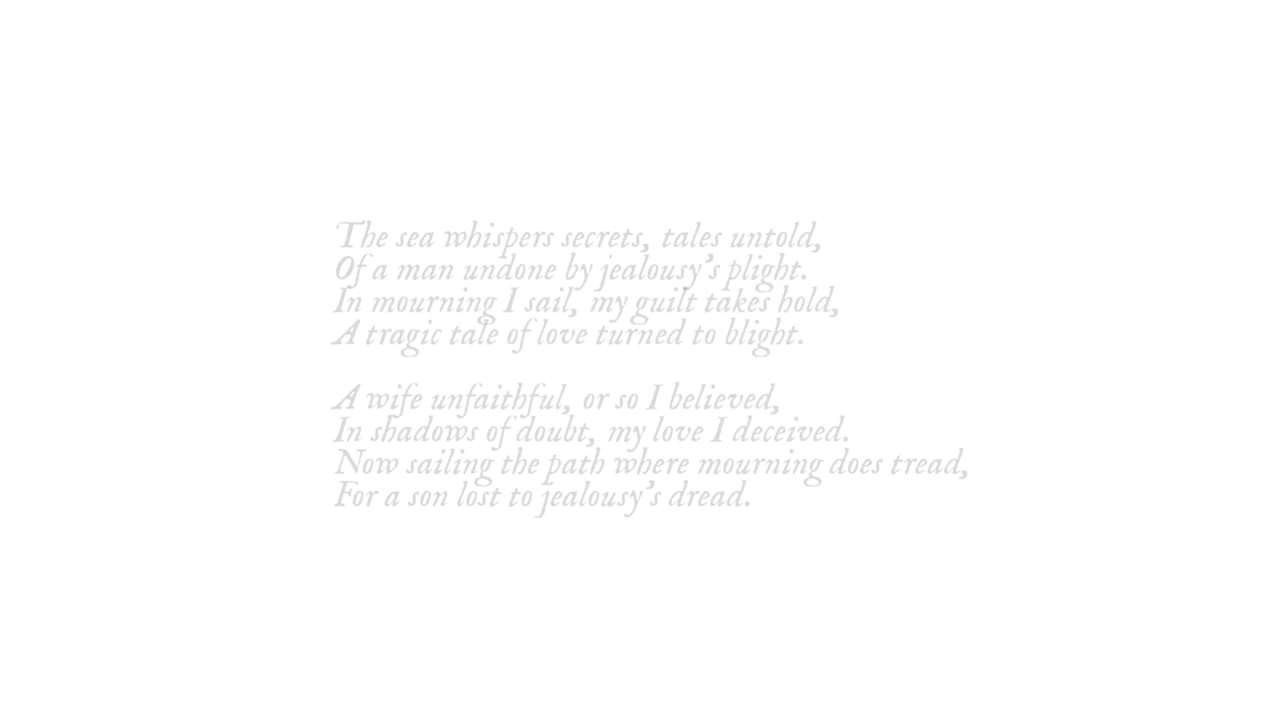 The sea whispers secrets, tales untold,
Of a man undone by jealousy's plight.
In mourning I sail, my guilt takes hold,
A tragic tale of love turned to blight.
A wife unfaithful, or so I believed,
In shadows of doubt, my love I deceived.
Now sailing the path where mourning does tread,
For a son lost to jealousy's dread.